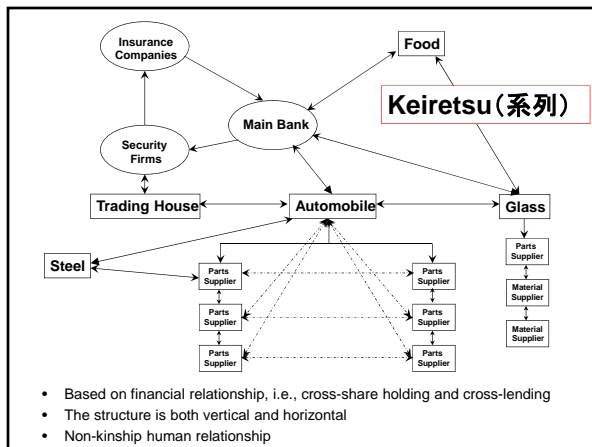 Insurance
Companies
Food
Keiretsu(系列)
Main Bank
Security
Firms
Trading House
Automobile
Glass
Steel
Parts
Supplier
Parts
Supplier
Parts
Supplier
Parts
Supplier
Parts
Supplier
Material
Supplier
Parts
Supplier
Parts
Supplier
Material
Supplier
• Based on financial relationship, i.e., cross-share holding and cross-lending
• The structure is both vertical and horizontal
• Non-kinship human relationship